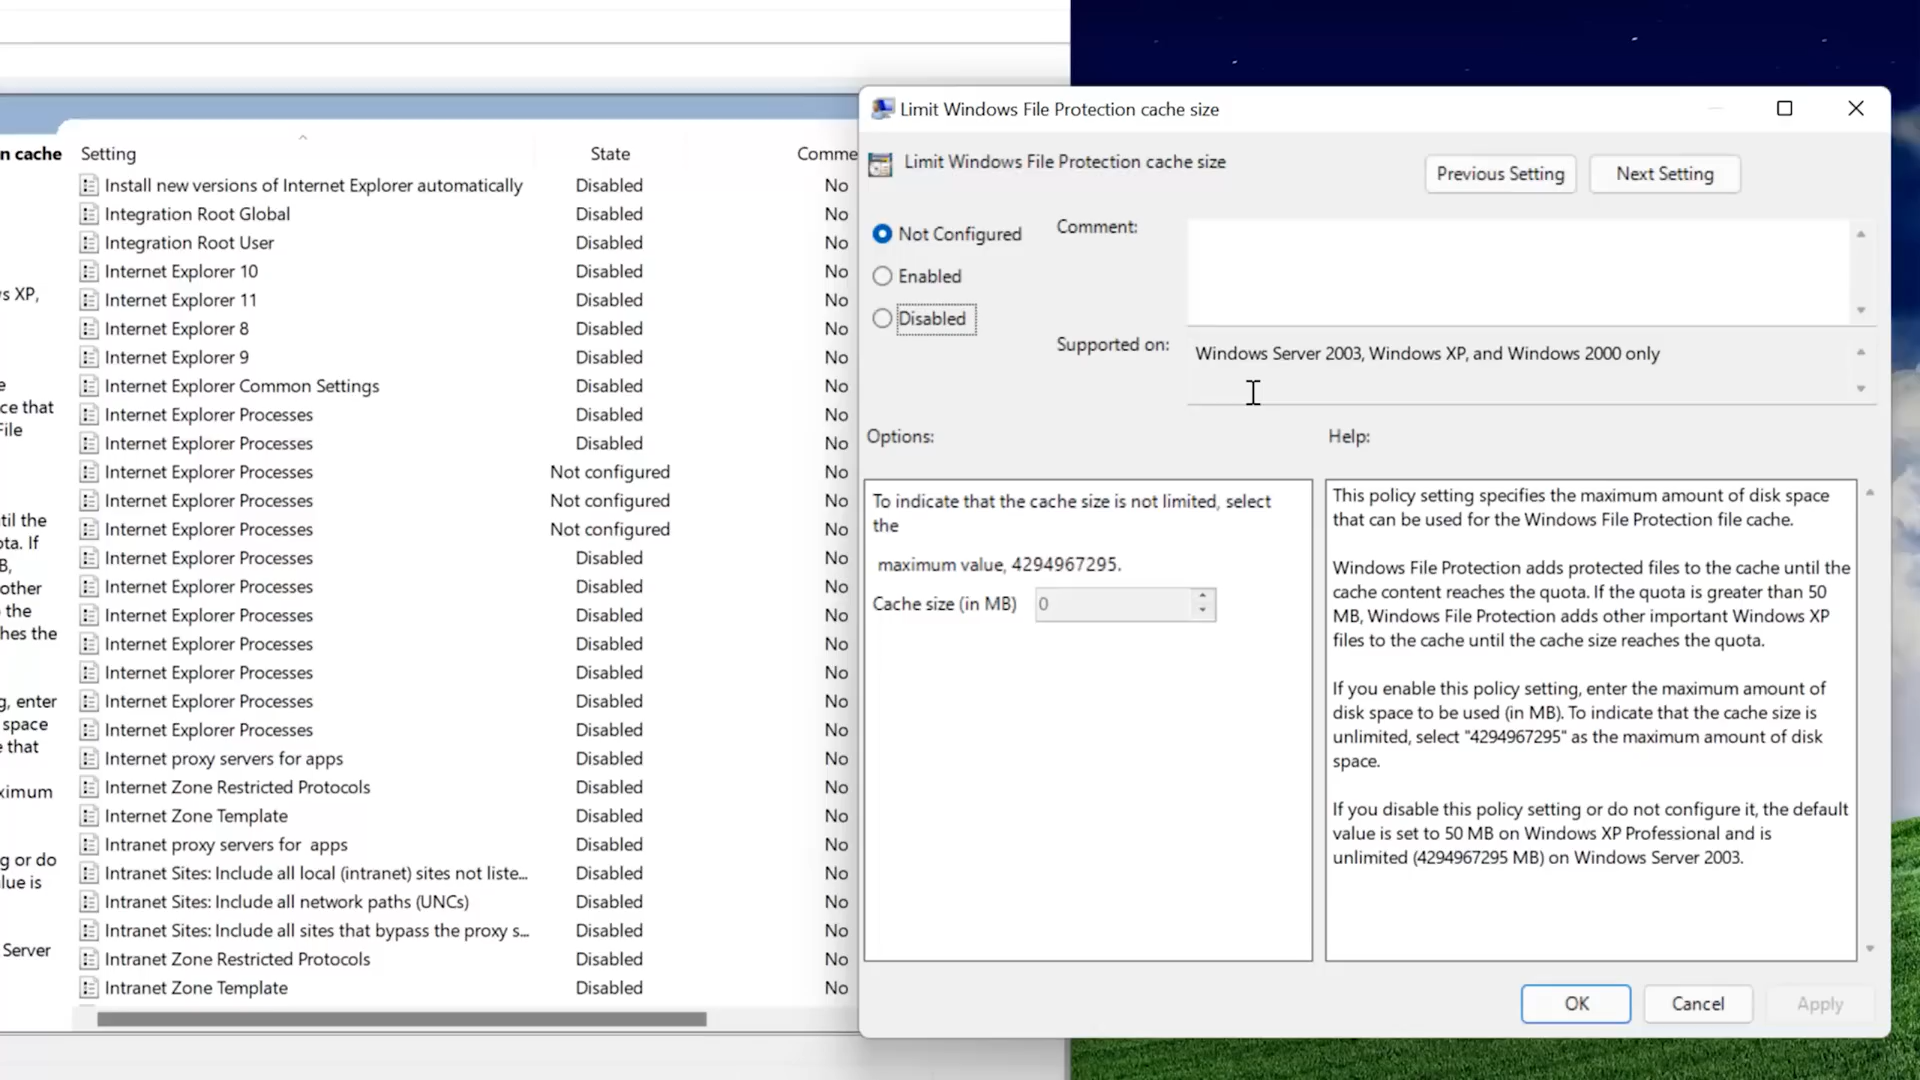 n cache
s XP,
e
ce that
File
til the
ota. If
B,
other
the
hes the
g, enter
space
e that
ximum
g or do
lue is
Server
Setting State Comme
Install new versions of Internet Explorer automatically Disabled No
Integration Root Global Disabled No
Integration Root User Disabled No
Internet Explorer 10 Disabled No
Internet Explorer 11 Disabled No
Internet Explorer 8 Disabled No
Internet Explorer 9 Disabled No
Internet Explorer Common Settings Disabled No
Internet Explorer Processes Disabled No
Internet Explorer Processes Disabled No
Internet Explorer Processes Not configured No
Internet Explorer Processes Not configured No
Internet Explorer Processes Not configured No
Internet Explorer Processes Disabled No
Internet Explorer Processes Disabled No
Internet Explorer Processes Disabled No
Internet Explorer Processes Disabled No
Internet Explorer Processes Disabled No
Internet Explorer Processes Disabled No
Internet Explorer Processes Disabled No
Internet proxy servers for apps Disabled No
Internet Zone Restricted Protocols Disabled No
Internet Zone Template Disabled No
Intranet proxy servers for  apps Disabled No
Intranet Sites: Include all local (intranet) sites not liste... Disabled No
Intranet Sites: Include all network paths (UNCs) Disabled No
Intranet Sites: Include all sites that bypass the proxy s... Disabled No
Intranet Zone Restricted Protocols Disabled No
Intranet Zone Template Disabled No
Limit Windows File Protection cache size
Limit Windows File Protection cache size
Previous Setting Next Setting
Not Configured
Enabled
Disabled
Comment:
Supported on: Windows Server 2003, Windows XP, and Windows 2000 only
Options:
To indicate that the cache size is not limited, select
the
maximum value, 4294967295.
Cache size (in MB) 0
Help:
This policy setting specifies the maximum amount of disk space
that can be used for the Windows File Protection file cache.
Windows File Protection adds protected files to the cache until the
cache content reaches the quota. If the quota is greater than 50
MB, Windows File Protection adds other important Windows XP
files to the cache until the cache size reaches the quota.
If you enable this policy setting, enter the maximum amount of
disk space to be used (in MB). To indicate that the cache size is
unlimited, select "4294967295" as the maximum amount of disk
space.
If you disable this policy setting or do not configure it, the default
value is set to 50 MB on Windows XP Professional and is
unlimited (4294967295 MB) on Windows Server 2003.
OK Cancel Apply